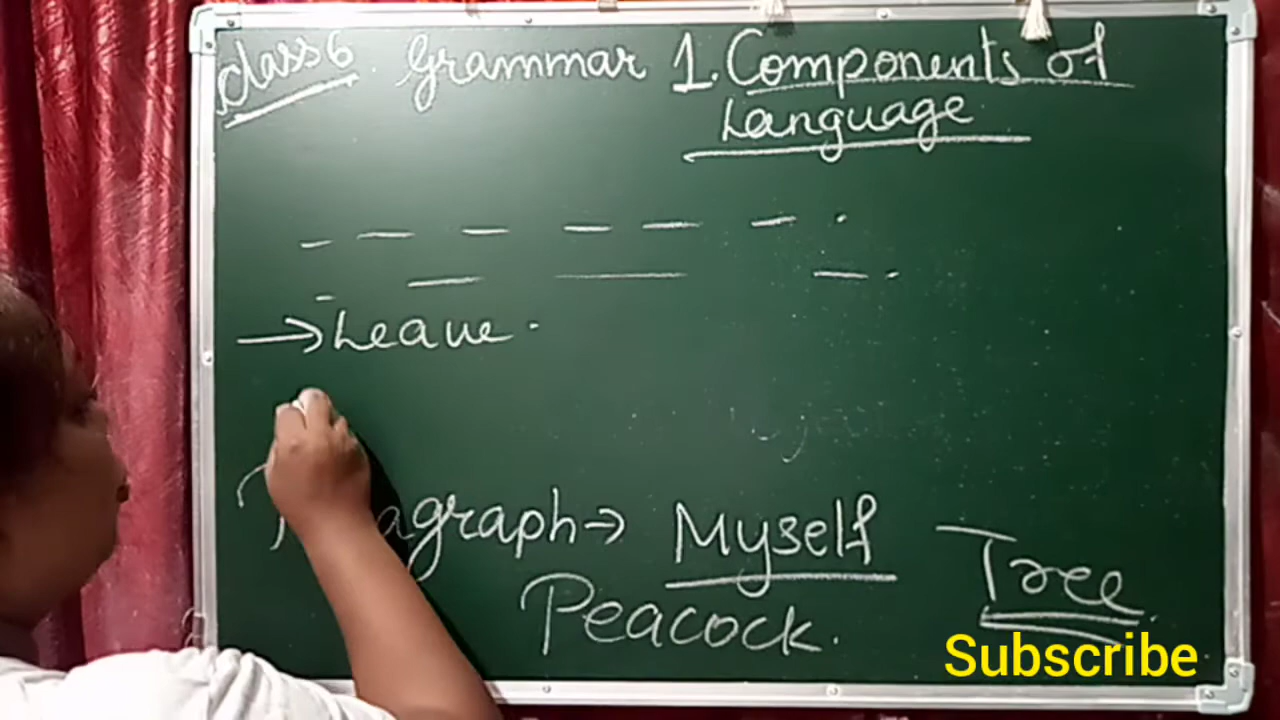 Class 6 Grammar 1. Components of
Language
→ Leave.
Paragraph → Myself
Tree
Peacock.
Subscribe